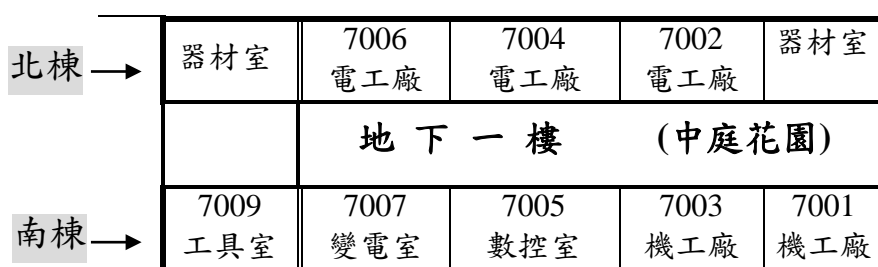 北棟
器材室 7006 7004 7002 器材室
電工廠 電工廠 電工廠
地下一樓 (中庭花園)
南棟
7009 7007 7005 7003 7001
工具室 變電室 數控室 機工廠 機工廠